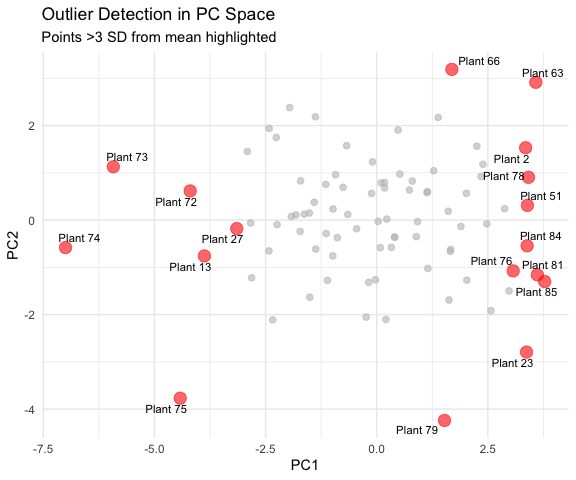 Outlier Detection in PC Space
Points >3 SD from mean highlighted
Plant 66
Plant 63
Plant 73
Plant 2
Plant 78
Plant 72
Plant 51
Plant 74
Plant 27
Plant 84
Plant 13
Plant 76
Plant 81
Plant 85
Plant 23
Plant 75
Plant 79
2
0
-2
-4
PC2
-7.5
-5.0
-2.5
0.0
2.5
PC1